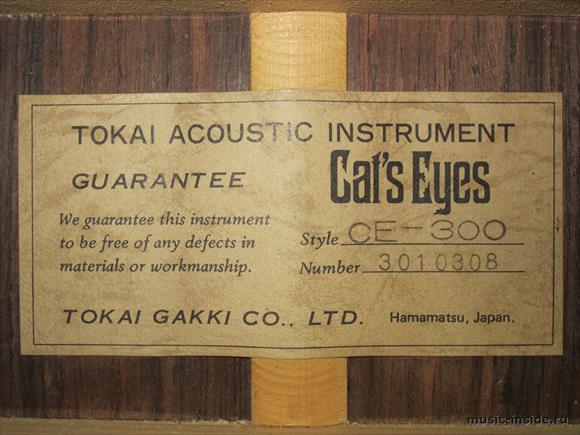 TOKAI ACOUSTIC INSTRUMENT
GUARANTEE
Cat's Eyes
We guarantee this instrument
to be free of any defects in
materials or workmanship.
Style CE-300
Number 3010308
TOKAI GAKKI CO., LTD. Hamamatsu, Japan.
music-inside.ru